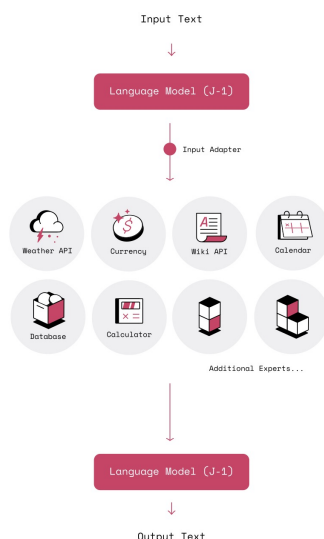 Input Text
Language Model (J-1)
Input Adapter
Weather API
Currency
Wiki API
Calendar
Database
Calculator
Additional Experts...
Language Model (J-1)
Output Text